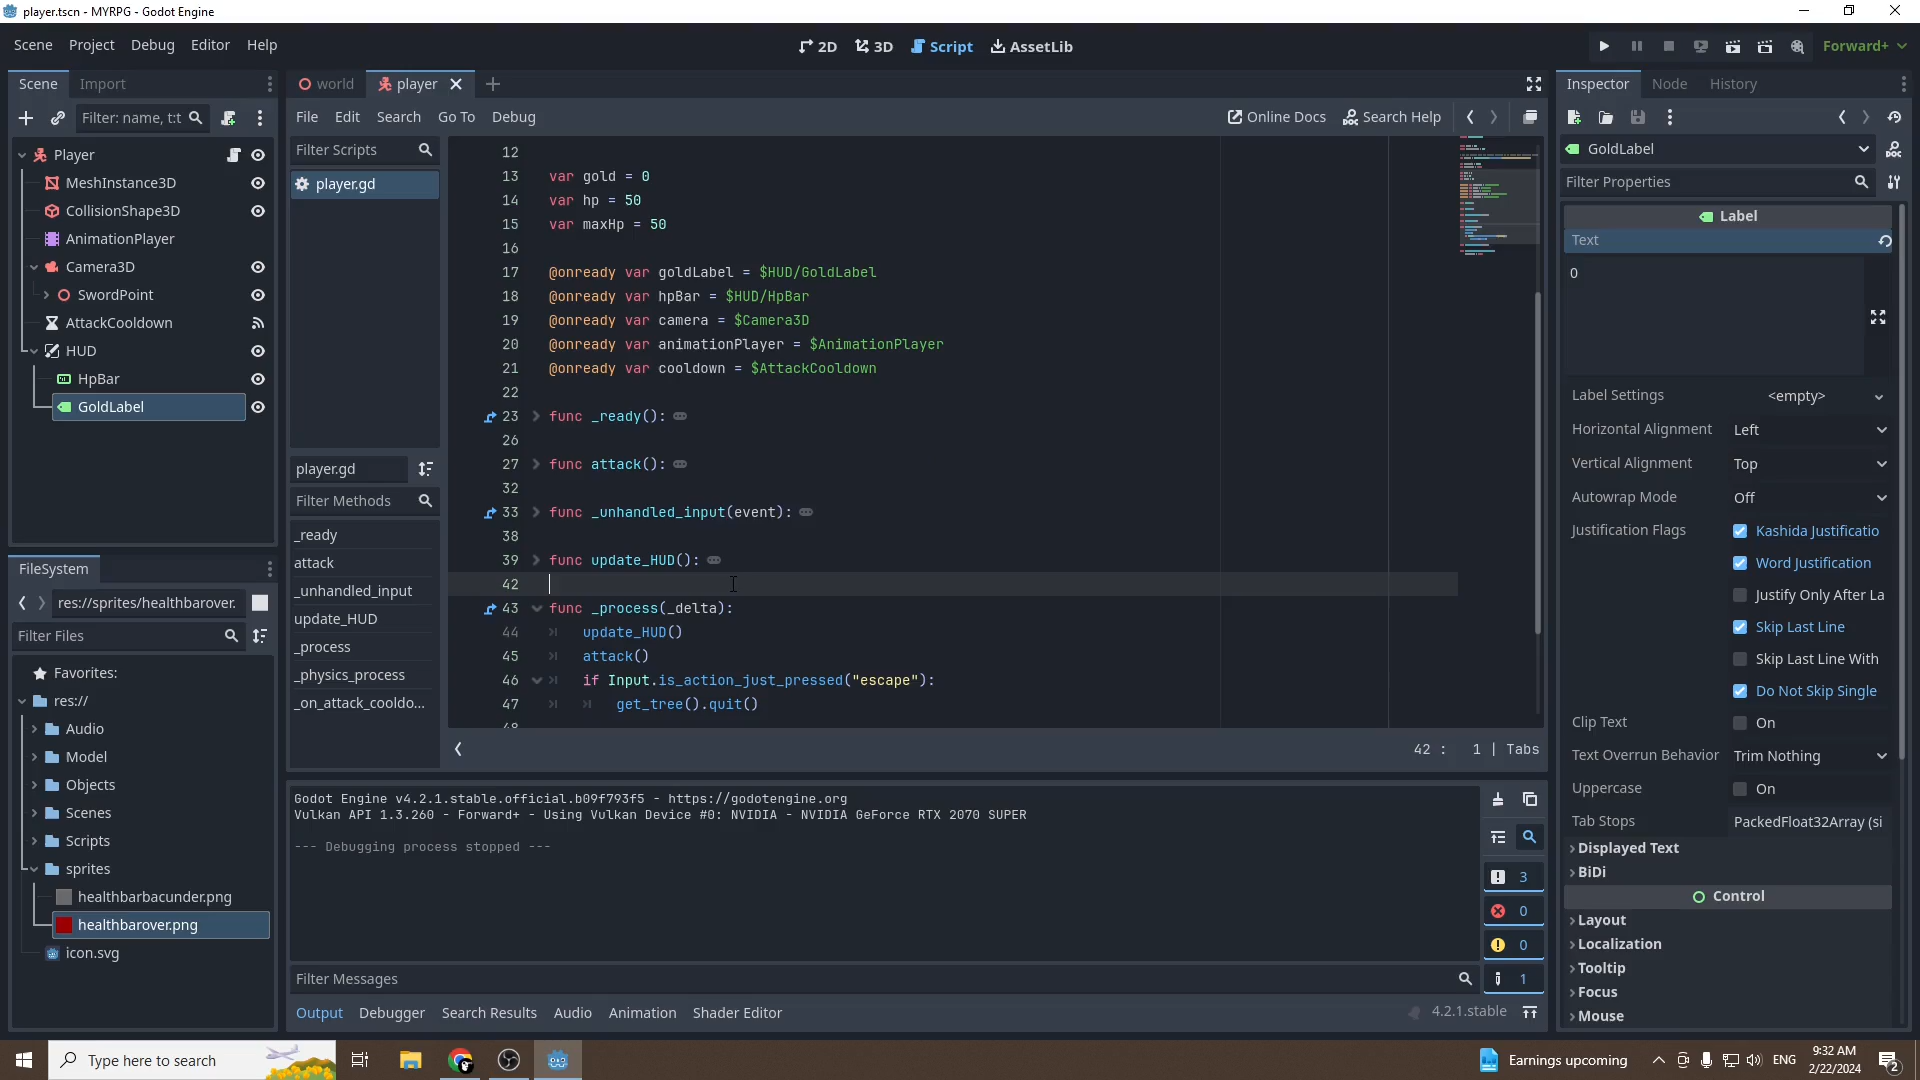 player.tscn - MYRPG - Godot Engine
Scene Project Debug Editor Help
2D 3D Script AssetLib
Forward+
Scene Import
Filter: name, t:t
Player
MeshInstance3D
CollisionShape3D
AnimationPlayer
Camera3D
SwordPoint
AttackCooldown
HUD
HpBar
GoldLabel
FileSystem
res://sprites/healthbarover.
Filter Files
Favorites:
res://
Audio
Model
Objects
Scenes
Scripts
sprites
healthbarbacunder.png
healthbarover.png
icon.svg
world player
File Edit Search Go To Debug
Online Docs Search Help
Filter Scripts
player.gd
player.gd
Filter Methods
_ready
attack
_unhandled_input
update_HUD
_process
_physics_process
_on_attack_cooldo...
12
13 var gold = 0
14 var hp = 50
15 var maxHp = 50
16
17 @onready var goldLabel = $HUD/GoldLabel
18 @onready var hpBar = $HUD/HpBar
19 @onready var camera = $Camera3D
20 @onready var animationPlayer = $AnimationPlayer
21 @onready var cooldown = $AttackCooldown
22
23 func _ready():
26
27 func attack():
32
33 func _unhandled_input(event):
38
39 func update_HUD():
42
43 func _process(_delta):
44 update_HUD()
45 attack()
46 if Input.is_action_just_pressed("escape"):
47 get_tree().quit()
48
42 : 1 | Tabs
Godot Engine v4.2.1.stable.official.b09f793f5 - https://godotengine.org
Vulkan API 1.3.260 - Forward+ - Using Vulkan Device #0: NVIDIA - NVIDIA GeForce RTX 2070 SUPER
--- Debugging process stopped ---
3
0
0
1
Filter Messages
Output Debugger Search Results Audio Animation Shader Editor
4.2.1.stable
Inspector Node History
GoldLabel
Filter Properties
Label
Text
0
Label Settings <empty>
Horizontal Alignment Left
Vertical Alignment Top
Autowrap Mode Off
Justification Flags Kashida Justificatio
Word Justification
Justify Only After La
Skip Last Line
Skip Last Line With
Do Not Skip Single
Clip Text On
Text Overrun Behavior Trim Nothing
Uppercase On
Tab Stops PackedFloat32Array (si
Displayed Text
BiDi
Control
Layout
Localization
Tooltip
Focus
Mouse
Type here to search
Earnings upcoming
ENG
9:32 AM
2/22/2024
2